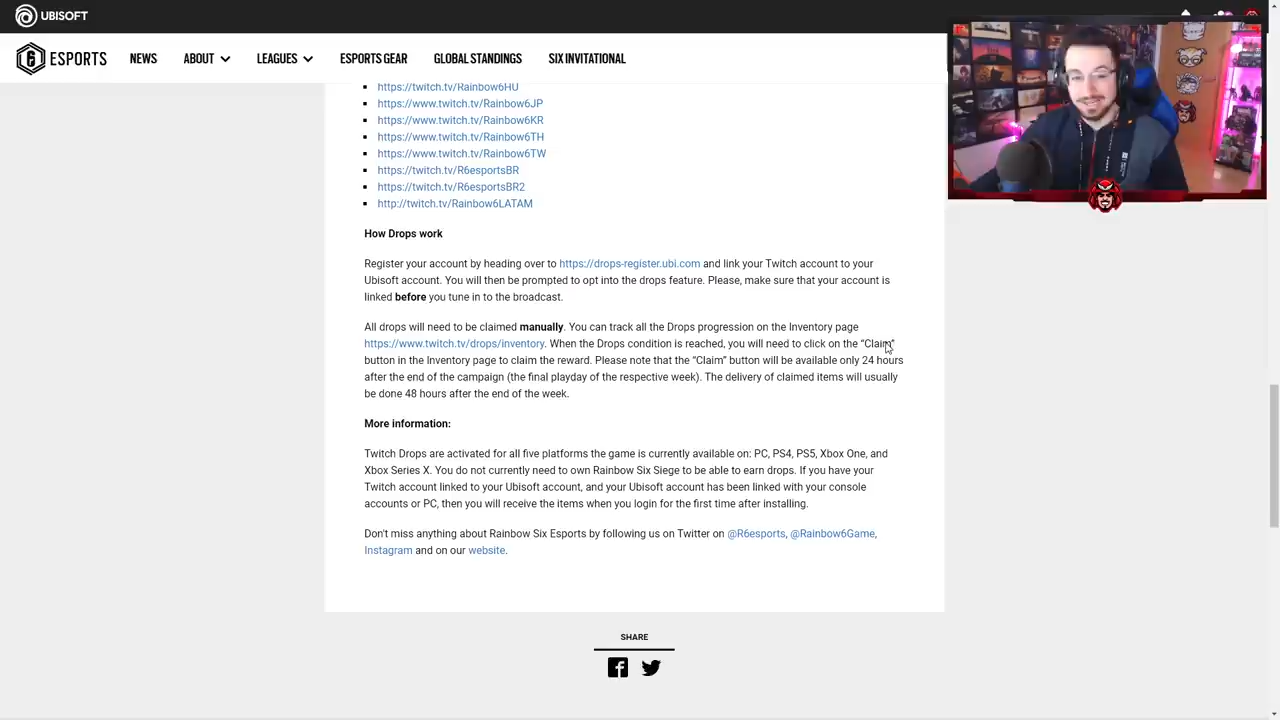 UBISOFT
ESPORTS
NEWS
ABOUT
LEAGUES
ESPORTS GEAR
GLOBAL STANDINGS
SIX INVITATIONAL
https://twitch.tv/Rainbow6HU
https://www.twitch.tv/Rainbow6JP
https://www.twitch.tv/Rainbow6KR
https://www.twitch.tv/Rainbow6TH
https://www.twitch.tv/Rainbow6TW
https://twitch.tv/R6esportsBR
https://twitch.tv/R6esportsBR2
http://twitch.tv/Rainbow6LATAM
How Drops work
Register your account by heading over to https://drops-register.ubi.com and link your Twitch account to your
Ubisoft account. You will then be prompted to opt into the drops feature. Please, make sure that your account is
linked before you tune in to the broadcast.
All drops will need to be claimed manually. You can track all the Drops progression on the Inventory page
https://www.twitch.tv/drops/inventory. When the Drops condition is reached, you will need to click on the “Claim”
button in the Inventory page to claim the reward. Please note that the “Claim” button will be available only 24 hours
after the end of the campaign (the final playday of the respective week). The delivery of claimed items will usually
be done 48 hours after the end of the week.
More information:
Twitch Drops are activated for all five platforms the game is currently available on: PC, PS4, PS5, Xbox One, and
Xbox Series X. You do not currently need to own Rainbow Six Siege to be able to earn drops. If you have your
Twitch account linked to your Ubisoft account, and your Ubisoft account has been linked with your console
accounts or PC, then you will receive the items when you login for the first time after installing.
Don't miss anything about Rainbow Six Esports by following us on Twitter on @R6esports, @Rainbow6Game,
Instagram and on our website.
SHARE